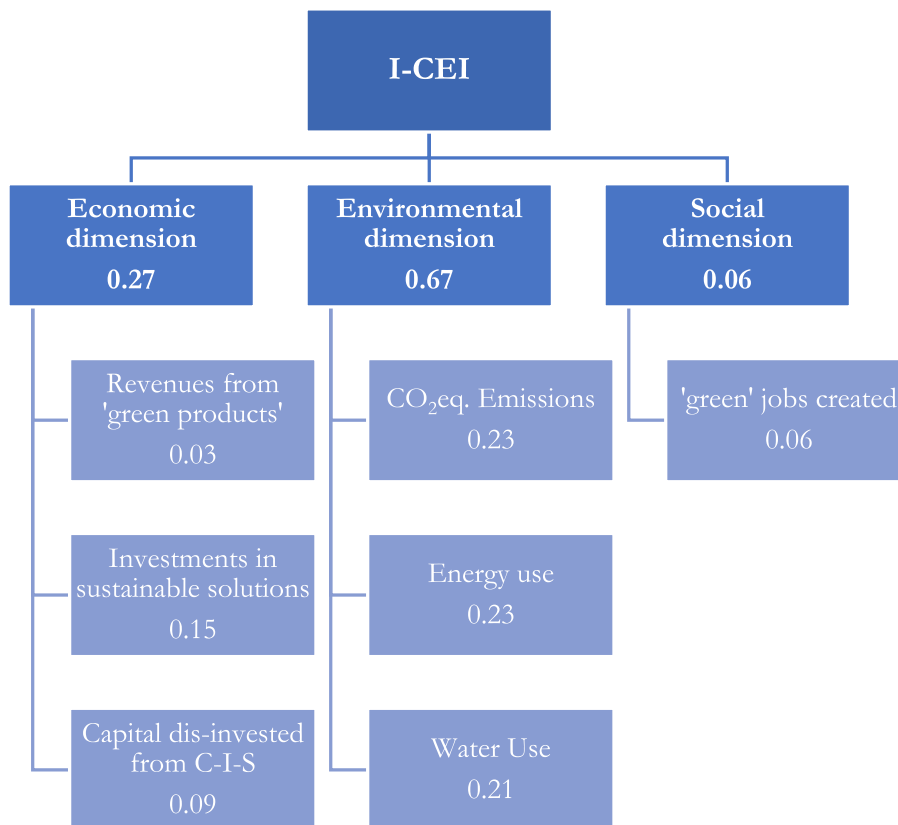 I-CEI
Economic
dimension
0.27
Environmental
dimension
0.67
Social
dimension
0.06
Revenues from
'green products'
0.03
CO₂eq. Emissions
0.23
'green' jobs created
0.06
Investments in
sustainable solutions
0.15
Energy use
0.23
Capital dis-invested
from C-I-S
0.09
Water Use
0.21